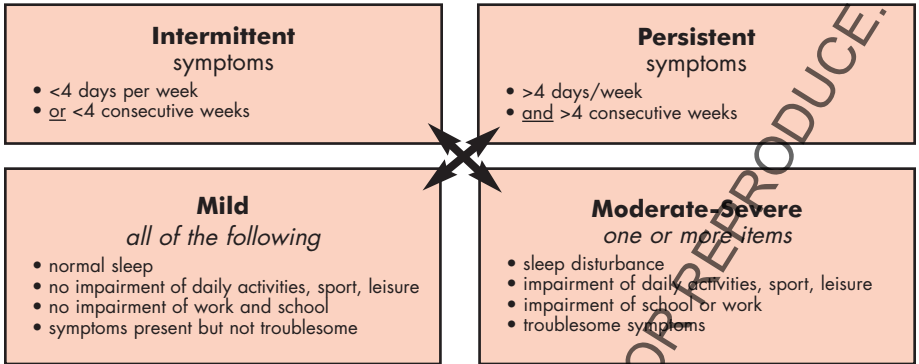 Intermittent
symptoms
• <4 days per week
• or <4 consecutive weeks
Persistent
symptoms
• >4 days/week
• and >4 consecutive weeks
Mild
all of the following
• normal sleep
• no impairment of daily activities, sport, leisure
• no impairment of work and school
• symptoms present but not troublesome
Moderate-Severe
one or more items
• sleep disturbance
• impairment of daily activities, sport, leisure
• impairment of school or work
• troublesome symptoms
OR REPRODUCE.